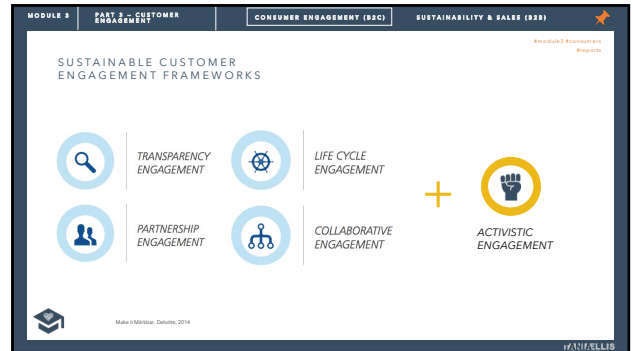 MODULE 3
PART 3 – CUSTOMER
ENGAGEMENT
CONSUMER ENGAGEMENT (B2C)
SUSTAINABILITY & SALES (B2B)
#module3 #consumers
#reports
SUSTAINABLE CUSTOMER
ENGAGEMENT FRAMEWORKS
TRANSPARENCY
ENGAGEMENT
LIFE CYCLE
ENGAGEMENT
PARTNERSHIP
ENGAGEMENT
COLLABORATIVE
ENGAGEMENT
+
ACTIVISTIC
ENGAGEMENT
Make it Märkbar, Deloitte, 2014
TANIAELLIS